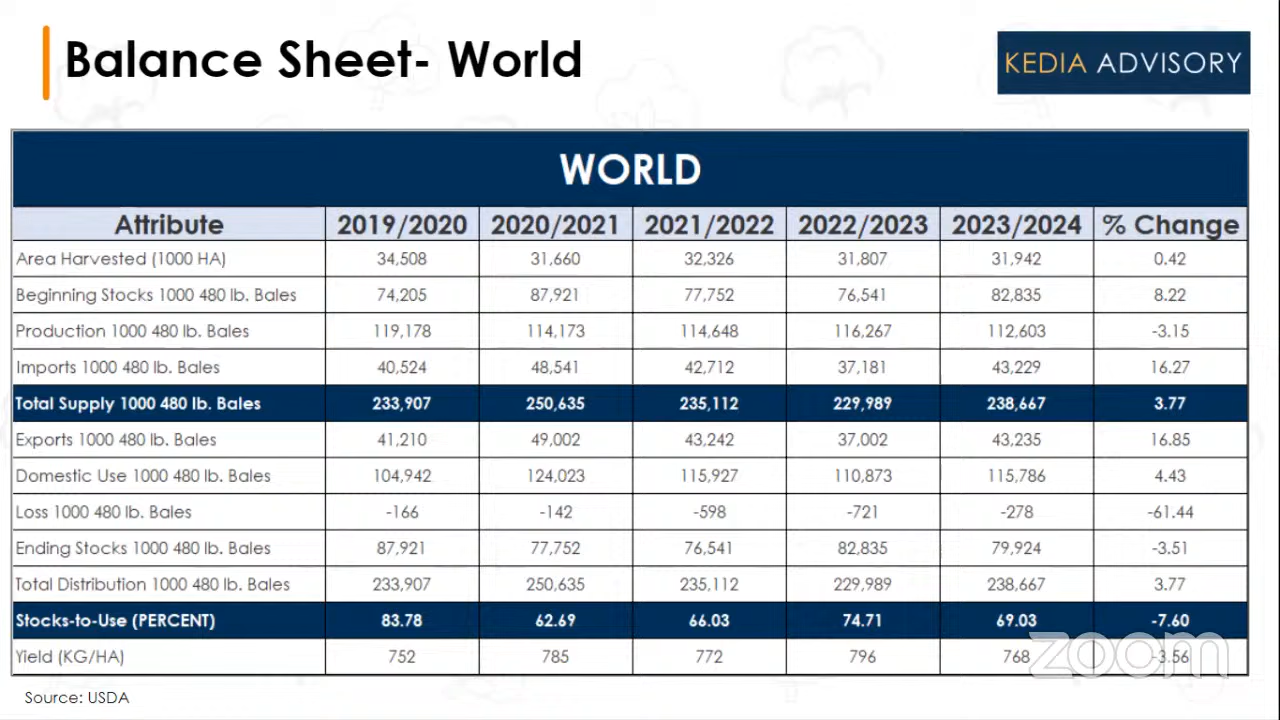 Balance Sheet- World
KEDIA ADVISORY
WORLD
Attribute 2019/2020 2020/2021 2021/2022 2022/2023 2023/2024 % Change
Area Harvested (1000 HA) 34,508 31,660 32,326 31,807 31,942 0.42
Beginning Stocks 1000 480 lb. Bales 74,205 87,921 77,752 76,541 82,835 8.22
Production 1000 480 lb. Bales 119,178 114,173 114,648 116,267 112,603 -3.15
Imports 1000 480 lb. Bales 40,524 48,541 42,712 37,181 43,229 16.27
Total Supply 1000 480 lb. Bales 233,907 250,635 235,112 229,989 238,667 3.77
Exports 1000 480 lb. Bales 41,210 49,002 43,242 37,002 43,235 16.85
Domestic Use 1000 480 lb. Bales 104,942 124,023 115,927 110,873 115,786 4.43
Loss 1000 480 lb. Bales -166 -142 -598 -721 -278 -61.44
Ending Stocks 1000 480 lb. Bales 87,921 77,752 76,541 82,835 79,924 -3.51
Total Distribution 1000 480 lb. Bales 233,907 250,635 235,112 229,989 238,667 3.77
Stocks-to-Use (PERCENT) 83.78 62.69 66.03 74.71 69.03 -7.60
Yield (KG/HA) 752 785 772 796 768 -3.56
zoom
Source: USDA